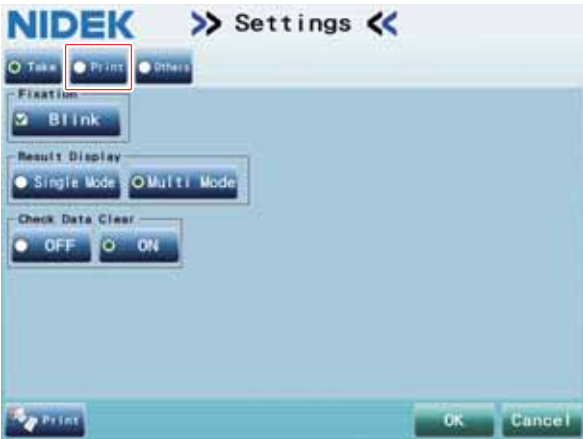 NIDEK
>> Settings <<
Take Print Others
Fixation
Blink
Result Display
Single Mode Multi Mode
Check Data Clear
OFF ON
Print OK Cancel